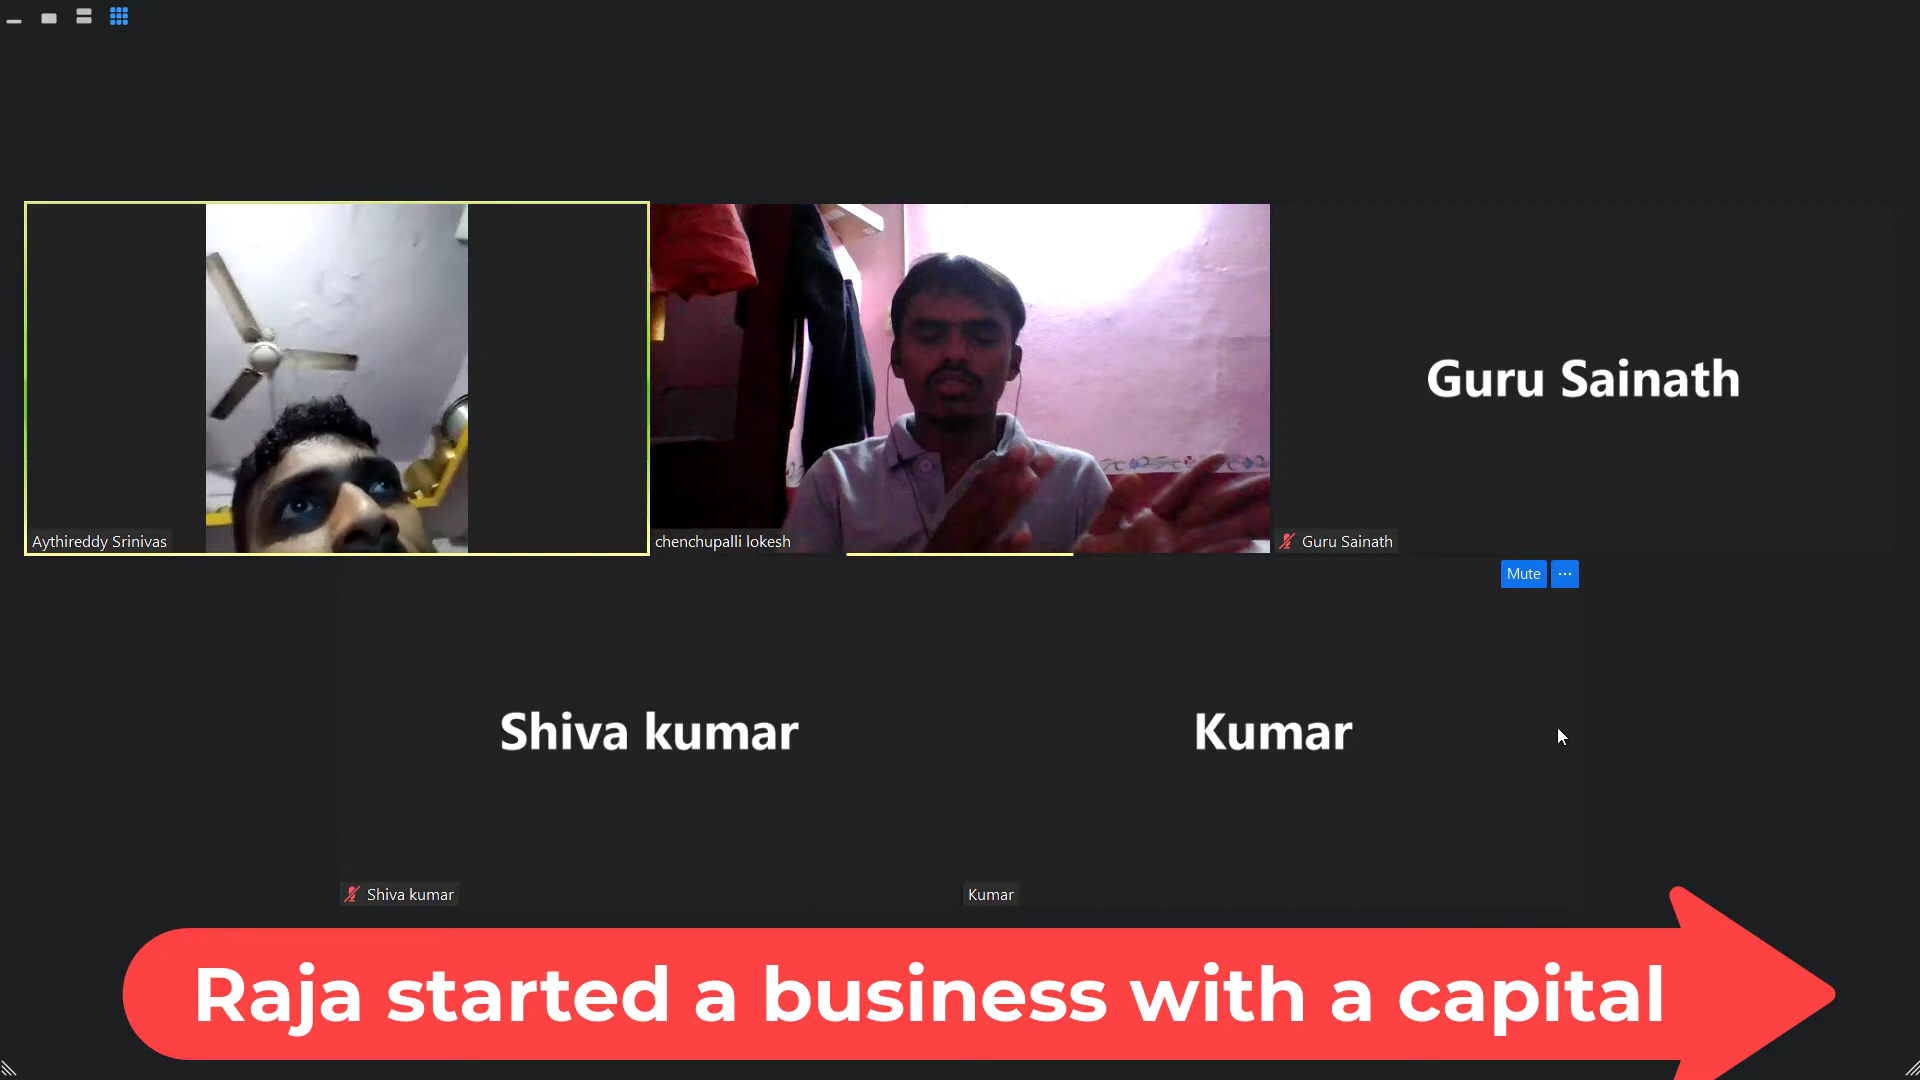 Aythireddy Srinivas
chenchupalli lokesh
Guru Sainath
Guru Sainath
Mute ...
Shiva kumar
Kumar
Shiva kumar
Kumar
Raja started a business with a capital